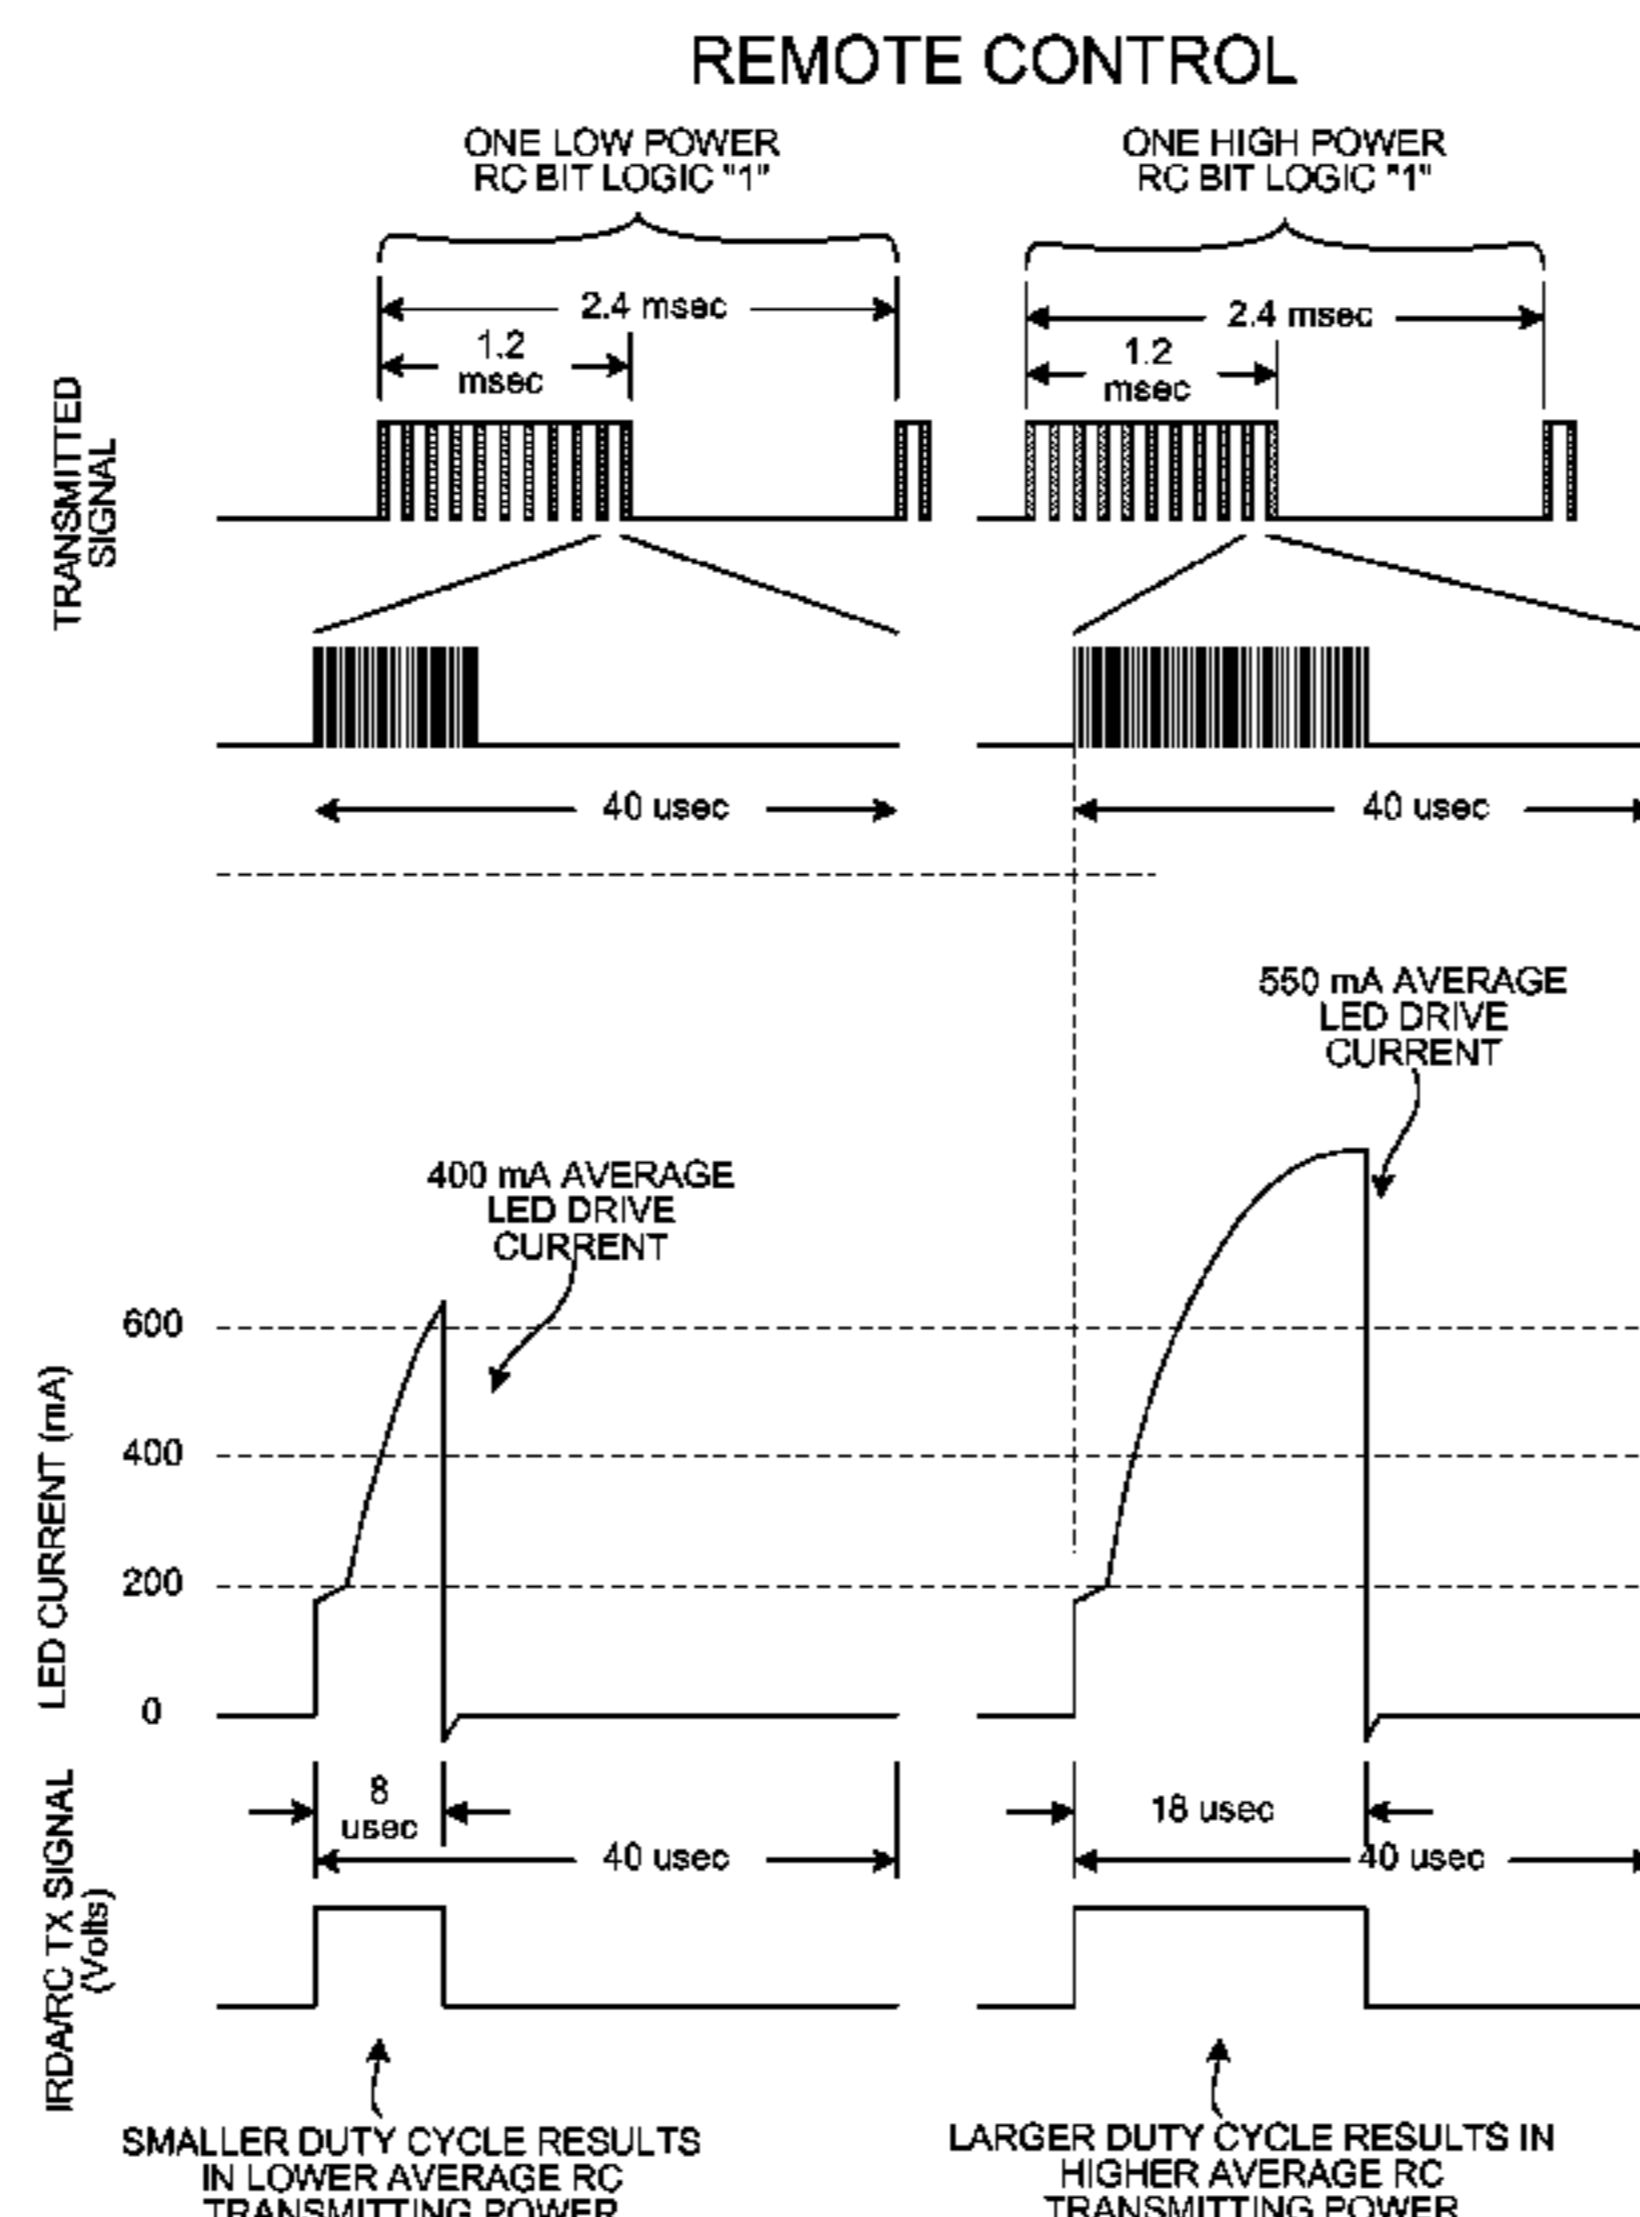 REMOTE CONTROL
ONE LOW POWER
RC BIT LOGIC "1"
ONE HIGH POWER
RC BIT LOGIC "1"
2.4 msec
1.2
msec
2.4 msec
1.2
msec
TRANSMITTED
SIGNAL
40 usec
40 usec
550 mA AVERAGE
LED DRIVE
CURRENT
400 mA AVERAGE
LED DRIVE
CURRENT
LED CURRENT (mA)
600
400
200
0
IRDA/RC TX SIGNAL
(Volts)
8
usec
40 usec
18 usec
40 usec
SMALLER DUTY CYCLE RESULTS
IN LOWER AVERAGE RC
TRANSMITTING POWER
LARGER DUTY CYCLE RESULTS IN
HIGHER AVERAGE RC
TRANSMITTING POWER